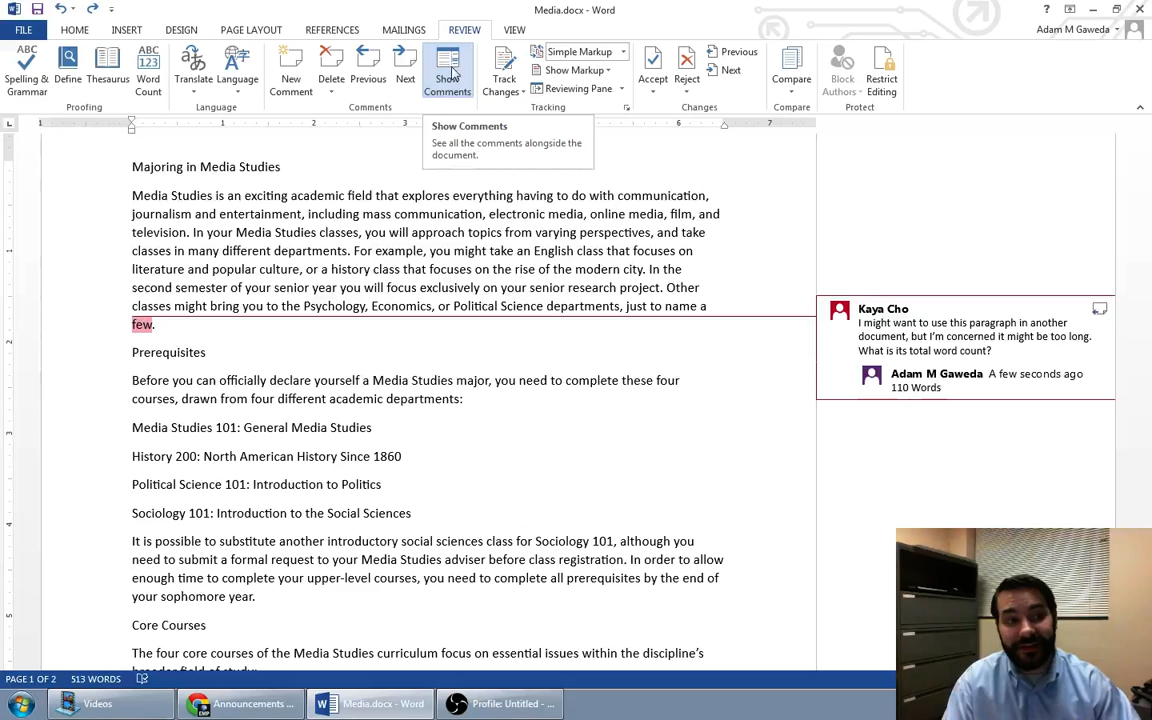 Media.docx - Word
FILE
HOME
INSERT
DESIGN
PAGE LAYOUT
REFERENCES
MAILINGS
REVIEW
VIEW
Adam M Gaweda
ABC
Spelling &
Grammar
Define
Thesaurus
ABC
123
Word
Count
Translate
Language
New
Comment
Delete
Previous
Next
Show
Comments
Track
Changes
Simple Markup
Show Markup
Reviewing Pane
Accept
Reject
Previous
Next
Compare
Block
Authors
Restrict
Editing
Proofing
Language
Comments
Tracking
Changes
Compare
Protect
1 1 2 3 6 7
Show Comments
See all the comments alongside the
document.
Majoring in Media Studies
Media Studies is an exciting academic field that explores everything having to do with communication,
journalism and entertainment, including mass communication, electronic media, online media, film, and
television. In your Media Studies classes, you will approach topics from varying perspectives, and take
classes in many different departments. For example, you might take an English class that focuses on
literature and popular culture, or a history class that focuses on the rise of the modern city. In the
second semester of your senior year you will focus exclusively on your senior research project. Other
classes might bring you to the Psychology, Economics, or Political Science departments, just to name a
few.
Kaya Cho
I might want to use this paragraph in another
document, but I'm concerned it might be too long.
What is its total word count?
Adam M Gaweda A few seconds ago
110 Words
Prerequisites
Before you can officially declare yourself a Media Studies major, you need to complete these four
courses, drawn from four different academic departments:
Media Studies 101: General Media Studies
History 200: North American History Since 1860
Political Science 101: Introduction to Politics
Sociology 101: Introduction to the Social Sciences
It is possible to substitute another introductory social sciences class for Sociology 101, although you
need to submit a formal request to your Media Studies adviser before class registration. In order to allow
enough time to complete your upper-level courses, you need to complete all prerequisites by the end of
your sophomore year.
Core Courses
The four core courses of the Media Studies curriculum focus on essential issues within the discipline's
broader field of study:
PAGE 1 OF 2
513 WORDS
Videos
Announcements ...
Media.docx - Word
Profile: Untitled - ...